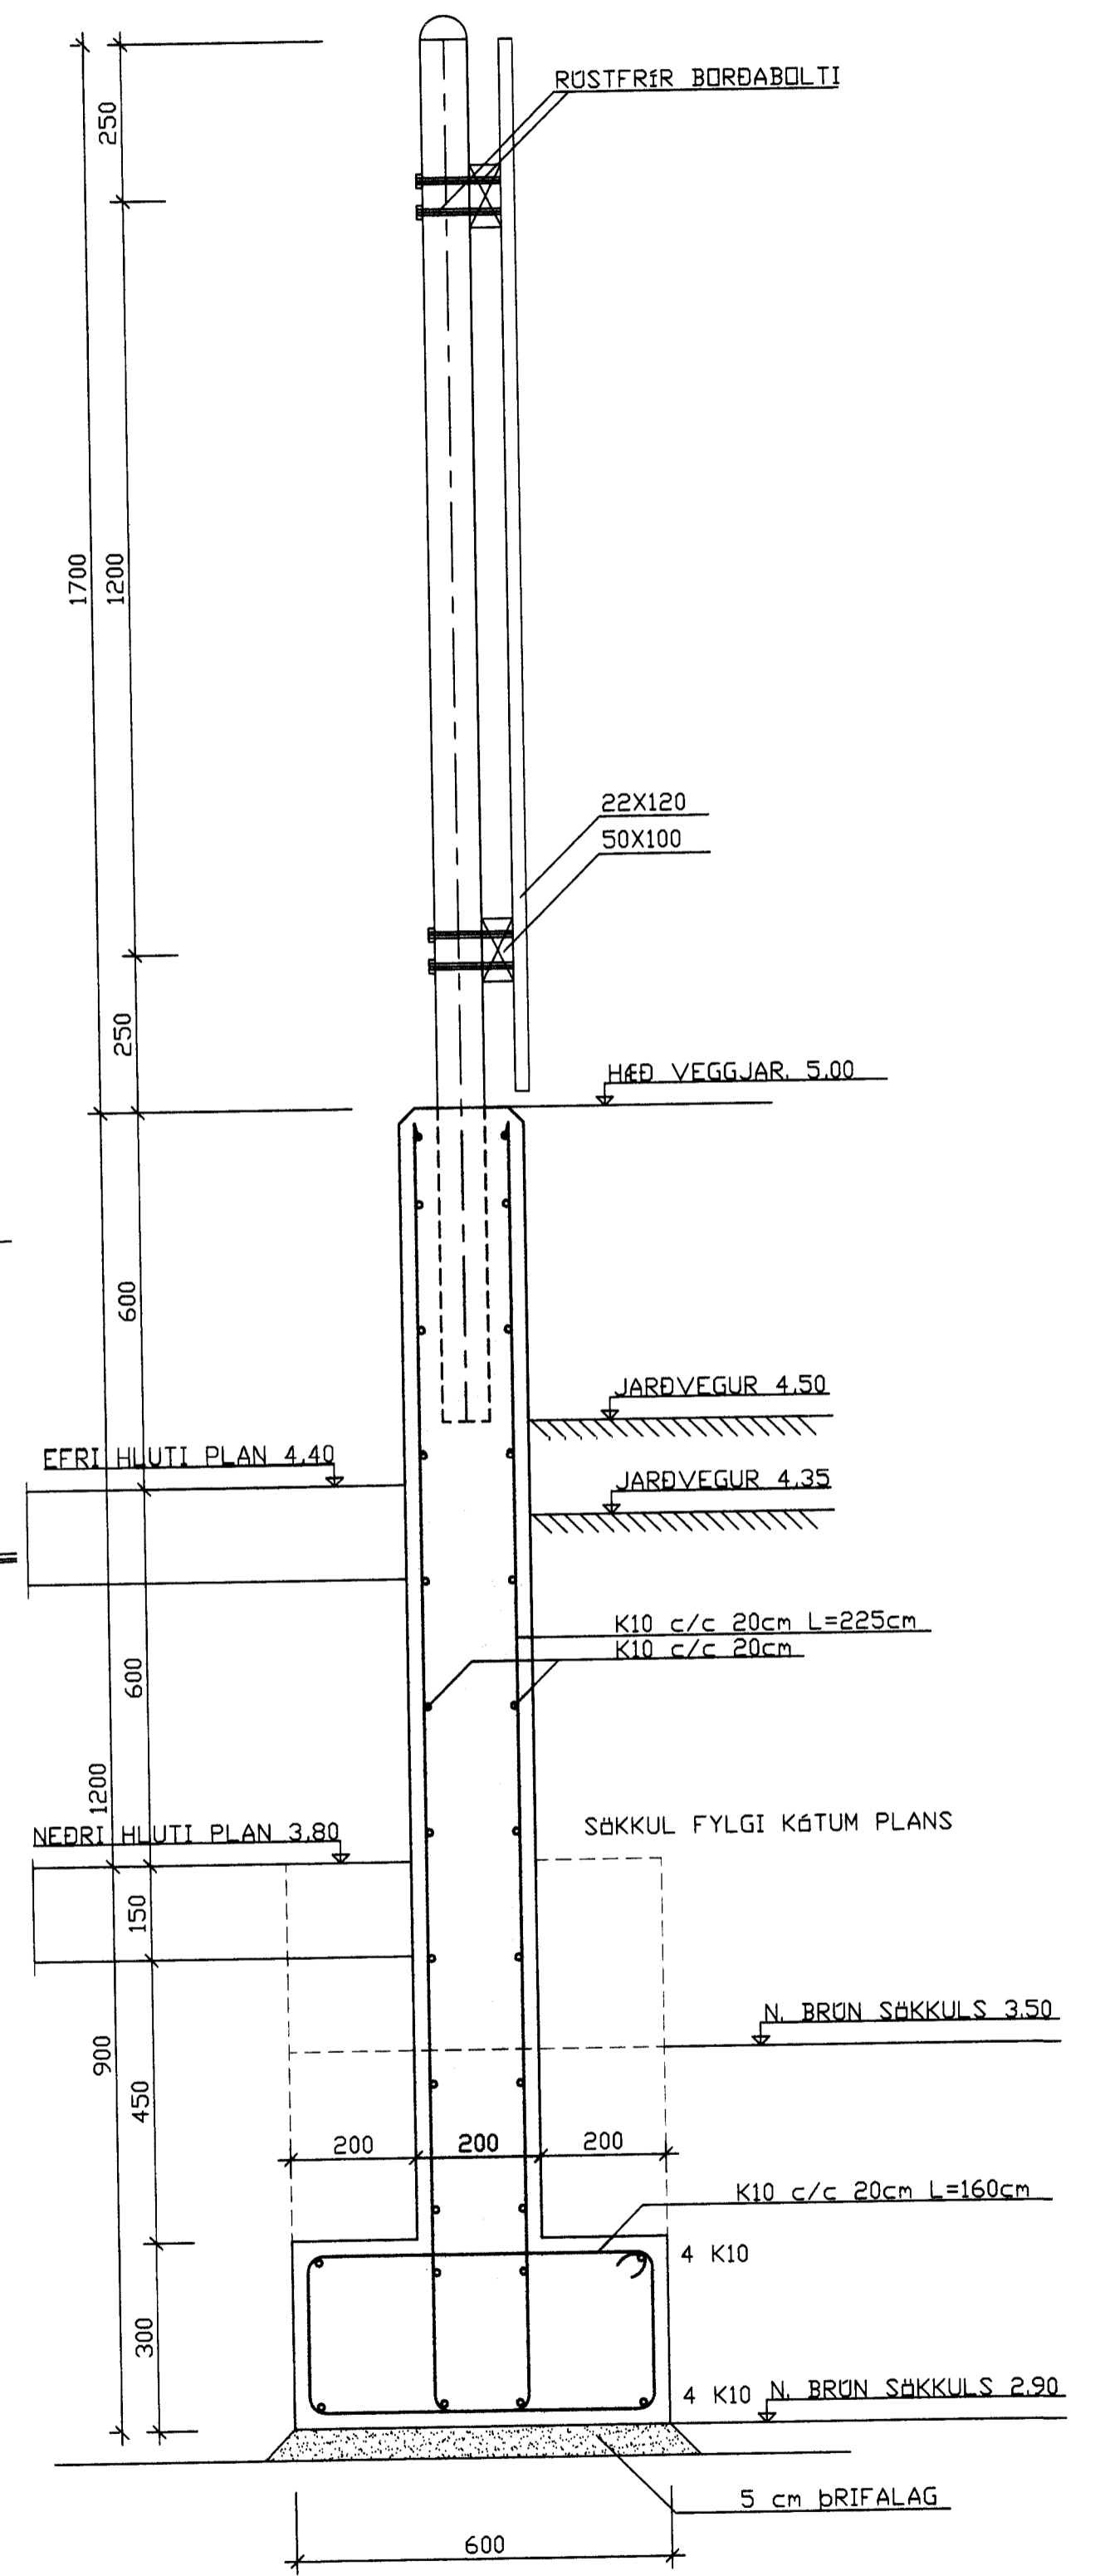 RÚSTFRÍR BORÐABOLTI
250
1700
1200
22X120
50X100
250
HÆÐ VEGGJAR. 5.00
600
JARÐVEGUR 4.50
EFRI HLUTI PLAN 4.40
JARÐVEGUR 4.35
K10 c/c 20cm L=225cm
K10 c/c 20cm
600
1200
SÖKKUL FYLGI KÓTUM PLANS
NEÐRI HLUTI PLAN 3.80
150
N. BRÚN SÖKKULS 3.50
900
450
200 200 200
K10 c/c 20cm L=160cm
4 K10
300
4 K10
N. BRÚN SÖKKULS 2.90
5 cm ÞRIFALAG
600